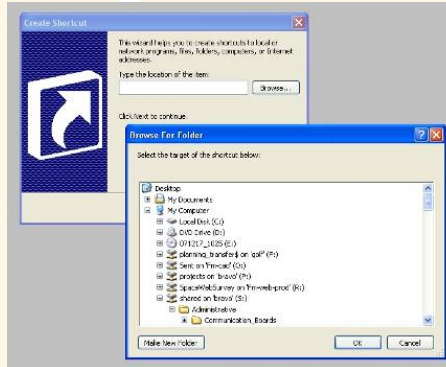 Create Shortcut
This wizard helps you to create shortcuts to local or
network programs, files, folders, computers, or Internet
addresses.
Type the location of the item:
Browse...
Click Next to continue.
Browse For Folder
Select the target of the shortcut below:
Desktop
My Documents
My Computer
Local Disk (C:)
DVD Drive (D:)
071217_1025 (E:)
planning_transfer$ on 'golf' (F:)
Sent on 'Fm-cad' (O:)
projects on 'bravo' (P:)
SpaceWebSurvey on 'Fm-web-prod' (R:)
shared on 'bravo' (S:)
Administrative
Communication_Boards
Make New Folder
OK
Cancel